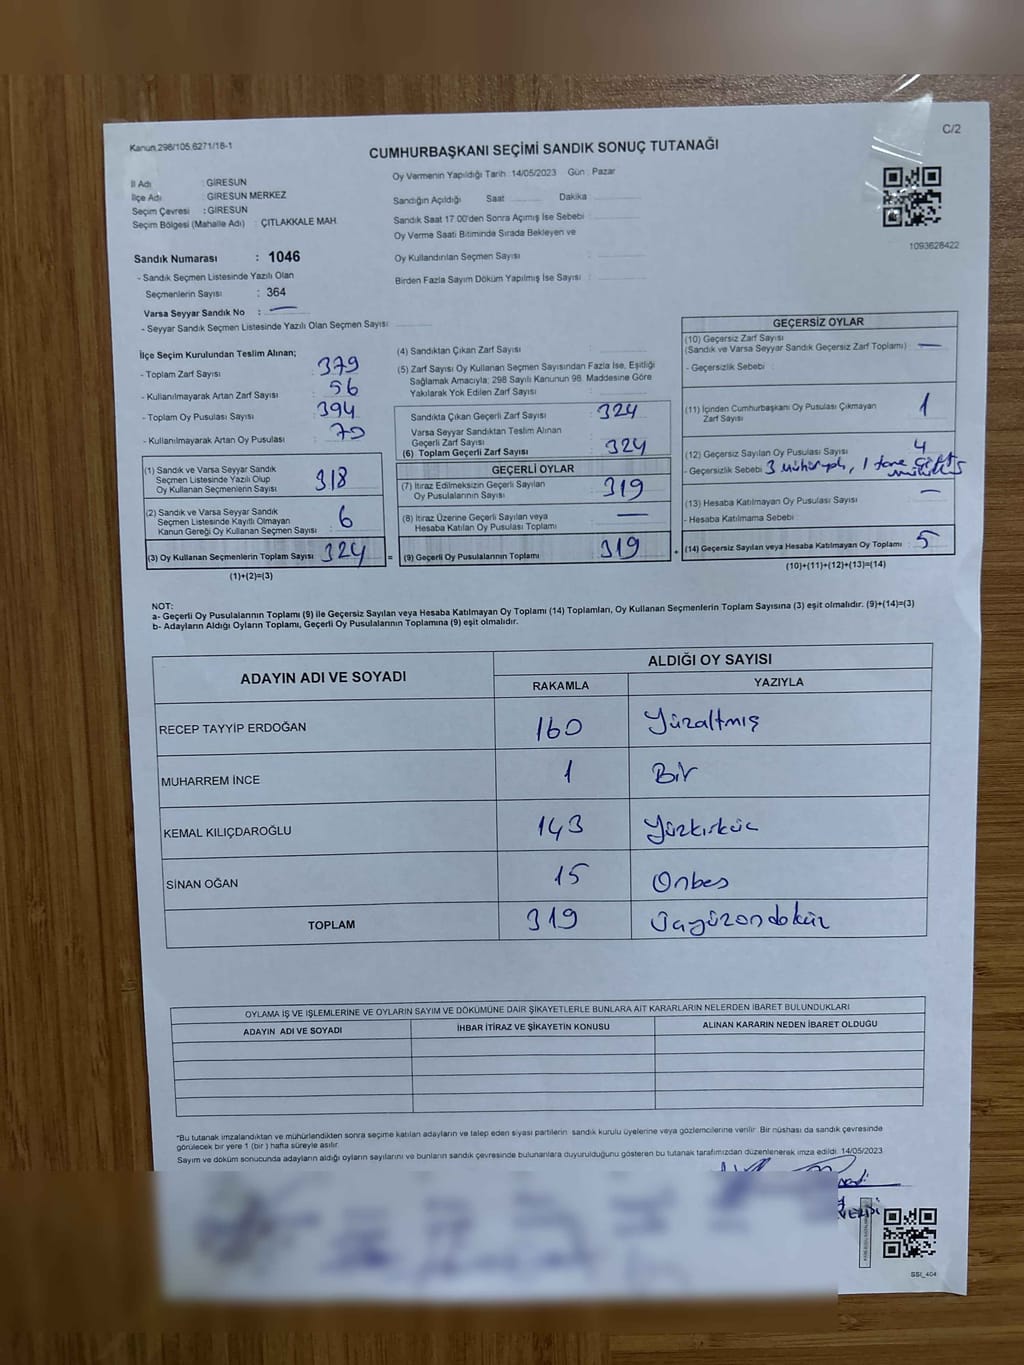 Kanun.298/105,6271/16-1
C/2
CUMHURBAŞKANI SEÇİMİ SANDIK SONUÇ TUTANAĞI
İl Adı : GİRESUN
İlçe Adı : GİRESUN MERKEZ
Seçim Çevresi : GİRESUN
Seçim Bölgesi (Mahalle Adı) : ÇITLAKKALE MAH
Oy Vermenin Yapıldığı Tarih : 14/05/2023 Gün : Pazar
Sandığın Açıldığı Saat Dakika
Sandık Saat 17:00'den Sonra Açılmış İse Sebebi :
Oy Verme Saati Bitiminde Sırada Bekleyen ve
Oy Kullandırılan Seçmen Sayısı :
Birden Fazla Sayım Döküm Yapılmış İse Sayısı :
1093628422
Sandık Numarası : 1046
- Sandık Seçmen Listesinde Yazılı Olan
Seçmenlerin Sayısı : 364
Varsa Seyyar Sandık No : —
- Seyyar Sandık Seçmen Listesinde Yazılı Olan Seçmen Sayısı:
İlçe Seçim Kurulundan Teslim Alınan;
- Toplam Zarf Sayısı : 379
- Kullanılmayarak Artan Zarf Sayısı : 56
- Toplam Oy Pusulası Sayısı : 394
- Kullanılmayarak Artan Oy Pusulası : 70
(1) Sandık ve Varsa Seyyar Sandık
Seçmen Listesinde Yazılı Olup
Oy Kullanan Seçmenlerin Sayısı : 318
(2) Sandık ve Varsa Seyyar Sandık
Seçmen Listesinde Kayıtlı Olmayan
Kanun Gereği Oy Kullanan Seçmen Sayısı : 6
(3) Oy Kullanan Seçmenlerin Toplam Sayısı : 324
(1)+(2)=(3)
(4) Sandıktan Çıkan Zarf Sayısı :
(5) Zarf Sayısı Oy Kullanan Seçmen Sayısından Fazla İse, Eşitliği
Sağlamak Amacıyla; 298 Sayılı Kanunun 98. Maddesine Göre
Yakılarak Yok Edilen Zarf Sayısı :
Sandıkta Çıkan Geçerli Zarf Sayısı : 324
Varsa Seyyar Sandıktan Teslim Alınan
Geçerli Zarf Sayısı :
(6) Toplam Geçerli Zarf Sayısı : 324
GEÇERLİ OYLAR
(7) İtiraz Edilmeksizin Geçerli Sayılan
Oy Pusulalarının Sayısı : 319
(8) İtiraz Üzerine Geçerli Sayılan veya
Hesaba Katılan Oy Pusulası Toplamı : —
= (9) Geçerli Oy Pusulalarının Toplamı : 319 +
GEÇERSİZ OYLAR
(10) Geçersiz Zarf Sayısı
(Sandık ve Varsa Seyyar Sandık Geçersiz Zarf Toplamı) : —
- Geçersizlik Sebebi :
(11) İçinden Cumhurbaşkanı Oy Pusulası Çıkmayan
Zarf Sayısı : 1
(12) Geçersiz Sayılan Oy Pusulası Sayısı : 4
- Geçersizlik Sebebi : 3 , 1 tane
(13) Hesaba Katılmayan Oy Pusulası Sayısı : —
- Hesaba Katılmama Sebebi :
(14) Geçersiz Sayılan veya Hesaba Katılmayan Oy Toplamı : 5
(10)+(11)+(12)+(13)=(14)
NOT:
a- Geçerli Oy Pusulalarının Toplamı (9) ile Geçersiz Sayılan veya Hesaba Katılmayan Oy Toplamı (14) Toplamları, Oy Kullanan Seçmenlerin Toplam Sayısına (3) eşit olmalıdır. (9)+(14)=(3)
b- Adayların Aldığı Oyların Toplamı, Geçerli Oy Pusulalarının Toplamına (9) eşit olmalıdır.
ADAYIN ADI VE SOYADI ALDIĞI OY SAYISI
RAKAMLA YAZIYLA
RECEP TAYYİP ERDOĞAN 160 Yüzaltmış
MUHARREM İNCE 1 Bir
KEMAL KILIÇDAROĞLU 143 Yüzkırküç
SİNAN OĞAN 15 Onbeş
TOPLAM 319 Üçyüzondokuz
OYLAMA İŞ VE İŞLEMLERİNE VE OYLARIN SAYIM VE DÖKÜMÜNE DAİR ŞİKAYETLERLE BUNLARA AİT KARARLARIN NELERDEN İBARET BULUNDUKLARI
ADAYIN ADI VE SOYADI İHBAR İTİRAZ VE ŞİKAYETİN KONUSU ALINAN KARARIN NEDEN İBARET OLDUĞU
*Bu tutanak imzalandıktan ve mühürlendikten sonra seçime katılan adayların ve talep eden siyasi partilerin sandık kurulu üyelerine veya gözlemcilerine verilir. Bir nüshası da sandık çevresinde
görülecek bir yere 1 (bir ) hafta süreyle asılır.
Sayım ve döküm sonucunda adayların aldığı oyların sayılarını ve bunların sandık çevresinde bulunanlara duyurulduğunu gösteren bu tutanak tarafımızdan düzenlenerek imza edildi. 14/05/2023
SSI_404